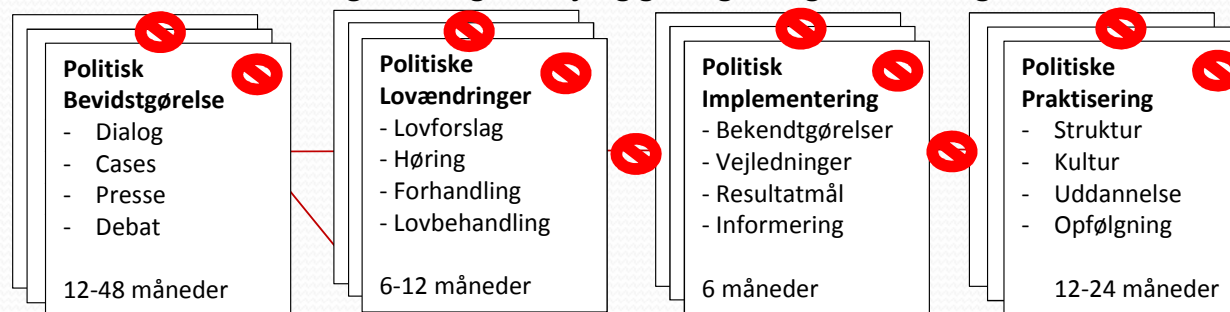 Politisk
Bevidstgørelse
- Dialog
- Cases
- Presse
- Debat
12-48 måneder
Politiske
Lovændringer
- Lovforslag
- Høring
- Forhandling
- Lovbehandling
6-12 måneder
Politisk
Implementering
- Bekendtgørelser
- Vejledninger
- Resultatmål
- Informering
6 måneder
Politiske
Praktisering
- Struktur
- Kultur
- Uddannelse
- Opfølgning
12-24 måneder